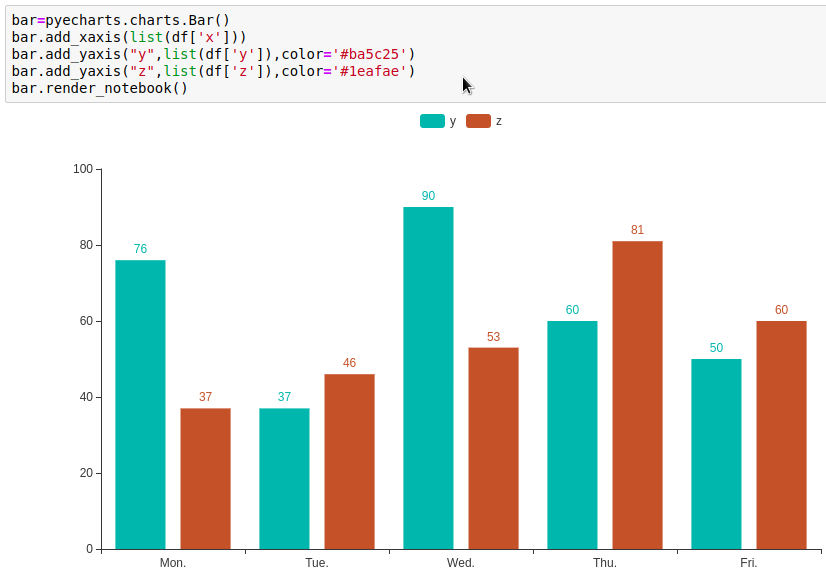 bar=pyecharts.charts.Bar()
bar.add_xaxis(list(df['x']))
bar.add_yaxis("y",list(df['y']),color='#ba5c25')
bar.add_yaxis("z",list(df['z']),color='#1eafae')
bar.render_notebook()
y z
100
90
81
80
76
60
60
60
53
50
46
40
37
37
20
0
Mon. Tue. Wed. Thu. Fri.